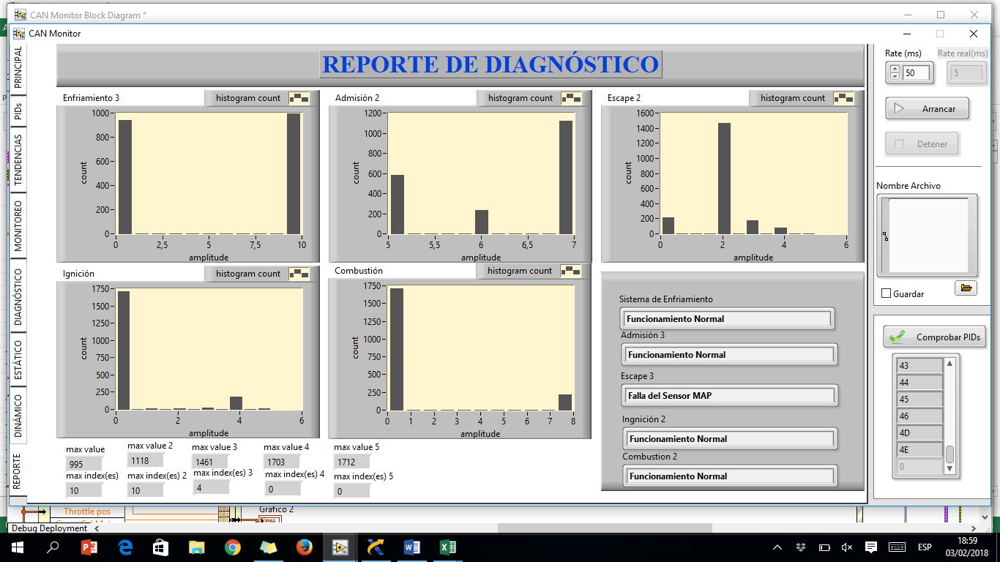 CAN Monitor Block Diagram *
CAN Monitor
PRINCIPAL
PIDs
TENDENCIAS
MONITOREO
DIAGNÓSTICO
ESTÁTICO
DINÁMICO
REPORTE
REPORTE DE DIAGNÓSTICO
Enfriamiento 3
histogram count
1000
800
600
400
200
0
count
0
2,5
5
7,5
10
amplitude
Admisión 2
histogram count
1200
1,000
800
600
400
200
0
count
5
5,5
6
6,5
7
amplitude
Escape 2
histogram count
1600
1400
1200
1000
800
600
400
200
0
count
0
2
4
6
amplitude
Ignición
histogram count
1750
1500
1250
1000
750
500
250
0
count
0
2
4
6
amplitude
Combustión
histogram count
1750
1500
1250
1000
750
500
250
0
count
0
1
2
3
4
5
6
7
8
amplitude
Sistema de Enfriamiento
Funcionamiento Normal
Admisión 3
Funcionamiento Normal
Escape 3
Falla del Sensor MAP
Ingnición 2
Funcionamiento Normal
Combustion 2
Funcionamiento Normal
max value
995
max value 2
1118
max value 3
1461
max value 4
1703
max value 5
1712
max index(es)
10
max index(es) 2
10
max index(es) 3
4
max index(es) 4
0
max index(es) 5
0
Rate (ms)
50
Rate real(ms)
5
Arrancar
Detener
Nombre Archivo
Guardar
Comprobar PIDs
43
44
45
46
4D
4E
0
Throttle pos
Gráfico 2
Debug Deployment
ESP
18:59
03/02/2018